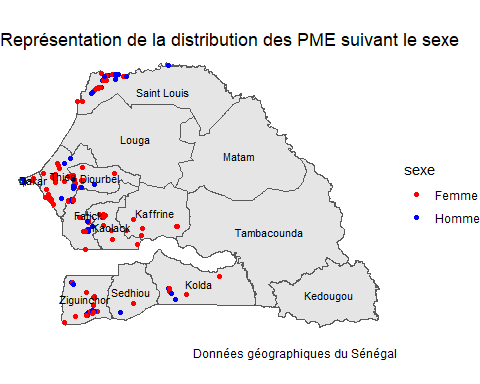 Représentation de la distribution des PME suivant le sexe
Saint Louis
Louga
Matam
Dakar
Thies
Diourbel
Fatick
Kaffrine
Kaolack
Tambacounda
Ziguinchor
Sedhiou
Kolda
Kedougou
sexe
Femme
Homme
Données géographiques du Sénégal